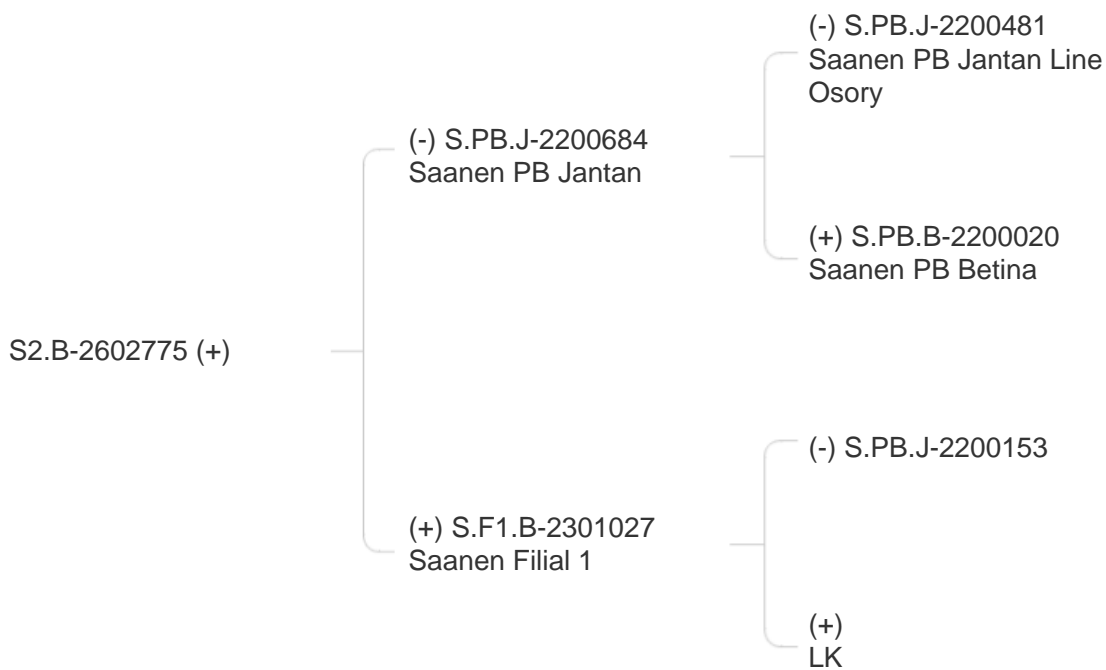 (-) S.PB.J-2200481
Saanen PB Jantan Line
Osory
(-) S.PB.J-2200684
Saanen PB Jantan
(+) S.PB.B-2200020
Saanen PB Betina
S2.B-2602775 (+)
(-) S.PB.J-2200153
(+) S.F1.B-2301027
Saanen Filial 1
(+)
LK